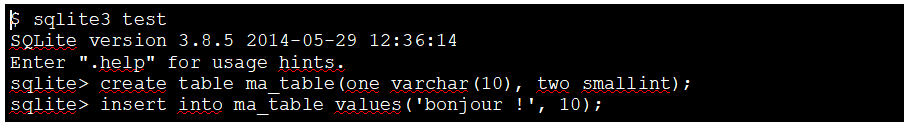 $ sqlite3 test
SQLite version 3.8.5 2014-05-29 12:36:14
Enter ".help" for usage hints.
sqlite> create table ma_table(one varchar(10), two smallint);
sqlite> insert into ma_table values('bonjour !', 10);